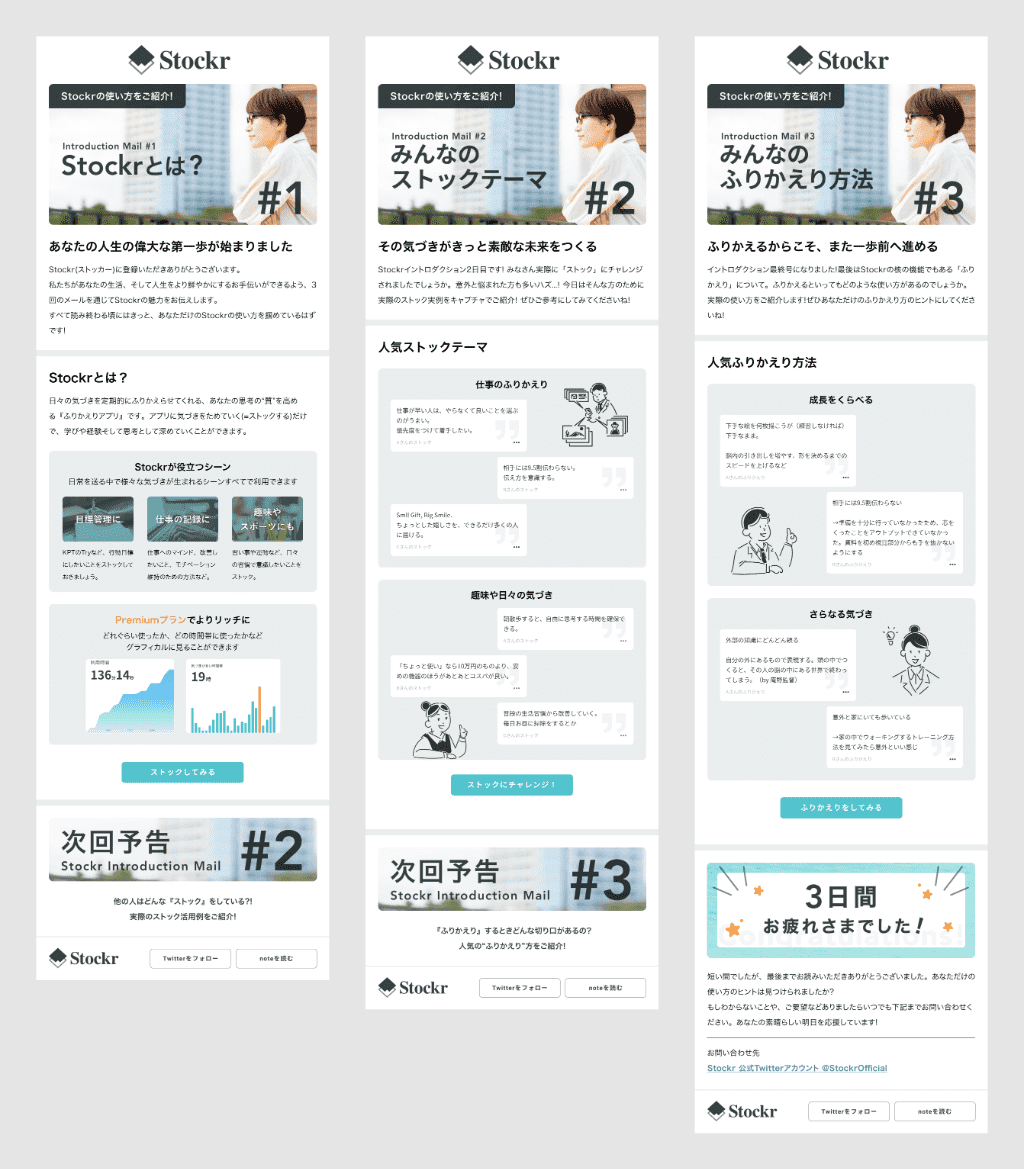 Stockr
Stockrの使い方をご紹介!
Introduction Mail #1
Stockrとは？
#1
あなたの人生の偉大な第一歩が始まりました
Stockr(ストッカー)に登録いただきありがとうございます。
私たちがあなたの生活、そして人生をより鮮やかにするお手伝いができるよう、3
回のメールを通じてStockrの魅力をお伝えします。
すべて読み終わる頃にはきっと、あなただけのStockrの使い方を掴めているはず
です!
Stockrとは？
日々の気づきを定期的にふりかえらせてくれる、あなたの思考の“質”を高め
る『ふりかえりアプリ』です。アプリに気づきをためていく(=ストックする)だけ
で、学びや経験そして思考として深めていくことができます。
Stockrが役立つシーン
日常を送る中で様々な気づきが生まれるシーンすべてで利用できます
目標管理に
仕事の記録に
趣味や
スポーツにも
KPTのTryなど、行動目標
にしたいことをストックして
おきましょう。
仕事へのマインド、改善し
たいこと、モチベーション
維持のための方法など。
習い事や運動など、日々
の習慣で意識したいことを
ストック。
Premiumプランでよりリッチに
どれぐらい使ったか、どの時間帯に使ったかなど
グラフィカルに見ることができます
136分14秒
19時
ストックしてみる
次回予告
Stockr Introduction Mail
#2
他の人はどんな『ストック』をしている?!
実際のストック活用例をご紹介!
Stockr
Twitterをフォロー
noteを読む
Stockr
Stockrの使い方をご紹介!
Introduction Mail #2
みんなの
ストックテーマ
#2
その気づきがきっと素敵な未来をつくる
Stockrイントロダクション2日目です! みなさん実際に「ストック」にチャレンジ
されましたでしょうか。意外と悩まれた方も多いハズ...! 今日はそんな方のために
実際のストック実例をキャプチャでご紹介! ぜひご参考にしてみてくださいね!
人気ストックテーマ
仕事のふりかえり
仕事が早い人は、やらなくて良いことを選ぶ
のがうまい。
優先度をつけて着手したい。
Aさんのストック
相手には9.5割伝わらない。
伝え方を意識する。
Bさんのストック
Smil Gift, Big Smile.
ちょっとした嬉しさを、できるだけ多くの人
に届ける。
Cさんのストック
趣味や日々の気づき
朝散歩すると、自由に思考する時間を確保で
きる。
「ちょっと使い」なら10万円のものより、安
めの機器のほうがあとあとコスパが良い。
普段の生活習慣から改善していく。
毎日お皿にお掃除をするとか
ストックにチャレンジ！
次回予告
Stockr Introduction Mail
#3
『ふりかえり』するときどんな切り口があるの?
人気の“ふりかえり”方をご紹介!
Stockr
Twitterをフォロー
noteを読む
Stockr
Stockrの使い方をご紹介!
Introduction Mail #3
みんなの
ふりかえり方法
#3
ふりかえるからこそ、また一歩前へ進める
イントロダクション最終号になりました!最後はStockrの核の機能でもある「ふり
かえり」について。ふりかえるといってもどのような使い方があるのでしょうか。
実際の使い方をご紹介します!ぜひあなただけのふりかえり方のヒントにしてくださ
いね!
人気ふりかえり方法
成長をくらべる
下手な絵を何枚描こうが（練習しなければ）
下手なまま。
脳内の引き出しを増やす、形を決めるまでの
スピードを上げるなど
相手には9.5割伝わらない
→準備を十分に行っていなかったため、芯を
くったことをアウトプットできていなかっ
た。資料を初め枚豆部分からも手を抜かない
ようにする
さらなる気づき
外部の知識にどんどん頼る
自分の外にあるもので表現する。頭の中でつ
くると、その人の脳の中にある世界で終わっ
てしまう。（by 庵野監督）
意外と家にいても歩いている
→家の中でウォーキングするトレーニング方
法を見てみたら意外といい感じ
ふりかえりをしてみる
3日間
お疲れさまでした！
Congratulations!
短い間でしたが、最後までお読みいただきありがとうございました。あなただけの
使い方のヒントは見つけられましたか?
もしわからないことや、ご要望などありましたらいつでも下記までお問い合わせく
ださい。あなたの素晴らしい明日を応援しています!
お問い合わせ先
Stockr 公式Twitterアカウント @StockrOfficial
Stockr
Twitterをフォロー
noteを読む